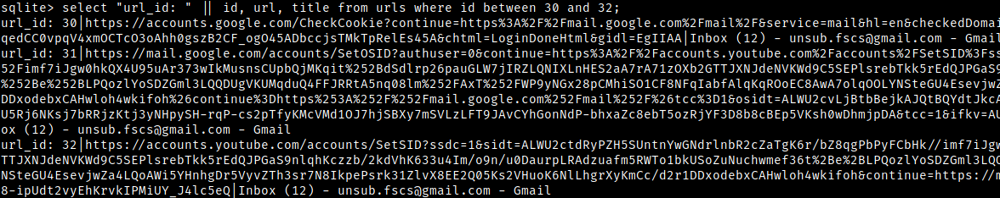 sqlite> select "url_id: " || id, url, title from urls where id between 30 and 32;
url_id: 30|https://accounts.google.com/CheckCookie?continue=https%3A%2F%2Fmail.google.com%2Fmail%2F&service=mail&hl=en&checkedDomai
qedCC0vpqV4xmOCTcO3oAhh0gszB2CF_ogO45ADbccjsTMkTpRelEs45A&chtml=LoginDoneHtml&gidl=EgIIAA|Inbox (12) - unsub.fscs@gmail.com - Gmai
url_id: 31|https://mail.google.com/accounts/SetOSID?authuser=0&continue=https%3A%2F%2Faccounts.youtube.com%2Faccounts%2FSetSID%3Fss
52Fimf7iJgw0hkQX4U95uAr373wIkMusnsCUpbQjMKqit%252BdSdlrp26pauGLW7jIRZLQNIXLnHES2aA7rA71zOXb2GTTJXNJdeNVKWd9C5SEPlsrebTkk5rEdQJPGaS9
%252Be%252BLPQozlYoSDZGml3LQQDUgVKUMqduQ4FFJRRtA5nq08lm%252FAxT%252FWP9yNGx28pCMhiSO1CF8NFqIabfAlqKqROoEC8AwA7olqOOLYNSteGU4Esevjwz
DDxodebxCAHwloh4wkifoh%26continue%3Dhttps%253A%252F%252Fmail.google.com%252Fmail%252F%26tcc%3D1&osidt=ALWU2cvLjBtbBejkAJQtBQYdtJkcA
U5Rj6NKsj7bRRjzKtj3yNHpySH-rqP-cs2pTfyKMcVMd1OJ7hjSBXy7mSVLzLFT9JAvCYhGonNdP-bhxaZc8ebT5ozRjYF3D8b8cBEp5VKsh0wDhmjpDA&tcc=1&ifkv=AU
ox (12) - unsub.fscs@gmail.com - Gmail
url_id: 32|https://accounts.youtube.com/accounts/SetSID?ssdc=1&sidt=ALWU2ctdRyPZH5SUntnYwGNdrlnbR2cZaTgK6r/bZ8qgPbPyFCbHk//imf7iJgw
TTJXNJdeNVKWd9C5SEPlsrebTkk5rEdQJPGaS9nlqhKczzb/2kdVhK633u4Im/o9n/u0DaurpLRAdzuafm5RWTo1bkUSoZuNuchwmef36t%2Be%2BLPQozlYoSDZGml3LQQ
NSteGU4EsevjwZa4LQoAWi5YHnhgDr5VyvZTh3sr7N8IkpePsrk31ZlvX8EE2Q05Ks2VHuoK6NlLhgrXyKmCc/d2r1DDxodebxCAHwloh4wkifoh&continue=https://m
8-ipUdt2vyEhKrvkIPMiUY_J4lc5eQ|Inbox (12) - unsub.fscs@gmail.com - Gmail